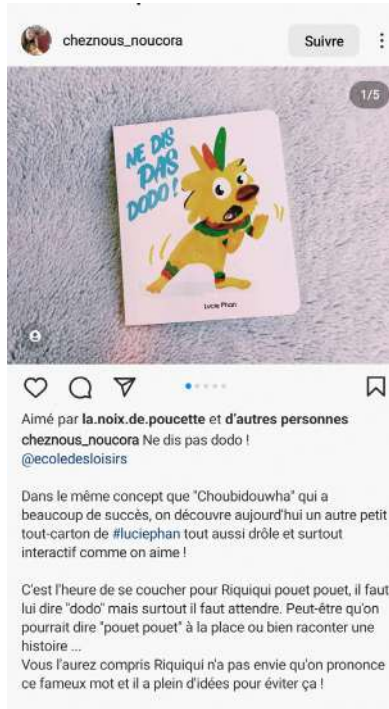 cheznous_noucora
Suivre
1/5
NE DIS
PAS
DODO !
Lucie Phan
Aimé par la.noix.de.poucette et d'autres personnes
cheznous_noucora Ne dis pas dodo !
@ecoledesloisirs
Dans le même concept que "Choubidouwha" qui a
beaucoup de succès, on découvre aujourd'hui un autre petit
tout-carton de #luciephan tout aussi drôle et surtout
interactif comme on aime !
C'est l'heure de se coucher pour Riquiqui pouet pouet, il faut
lui dire "dodo" mais surtout il faut attendre. Peut-être qu'on
pourrait dire "pouet pouet" à la place ou bien raconter une
histoire ...
Vous l'aurez compris Riquiqui n'a pas envie qu'on prononce
ce fameux mot et il a plein d'idées pour éviter ça !